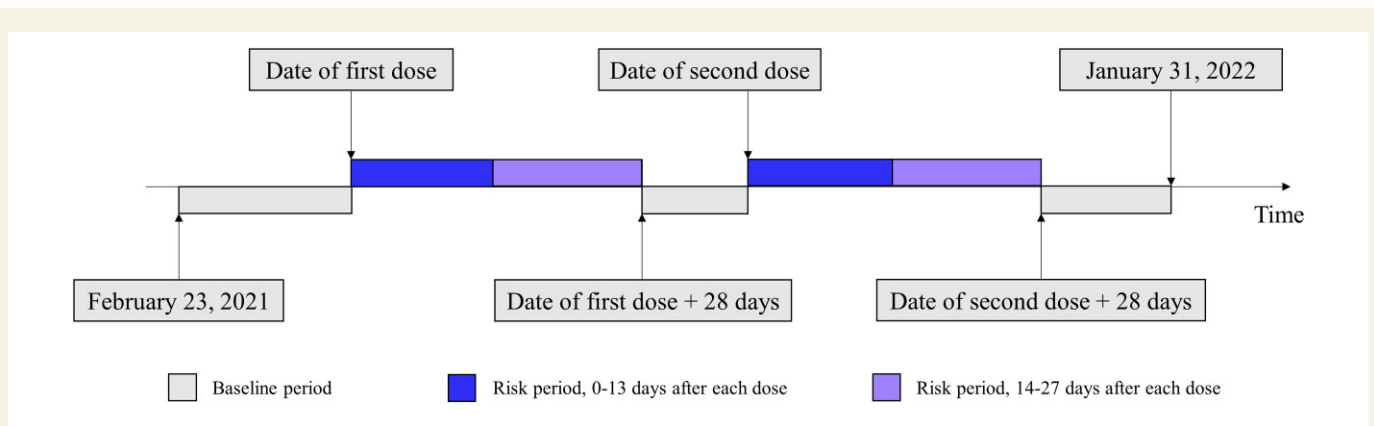 Date of first dose
Date of second dose
January 31, 2022
Time
February 23, 2021
Date of first dose + 28 days
Date of second dose + 28 days
Baseline period
Risk period, 0-13 days after each dose
Risk period, 14-27 days after each dose